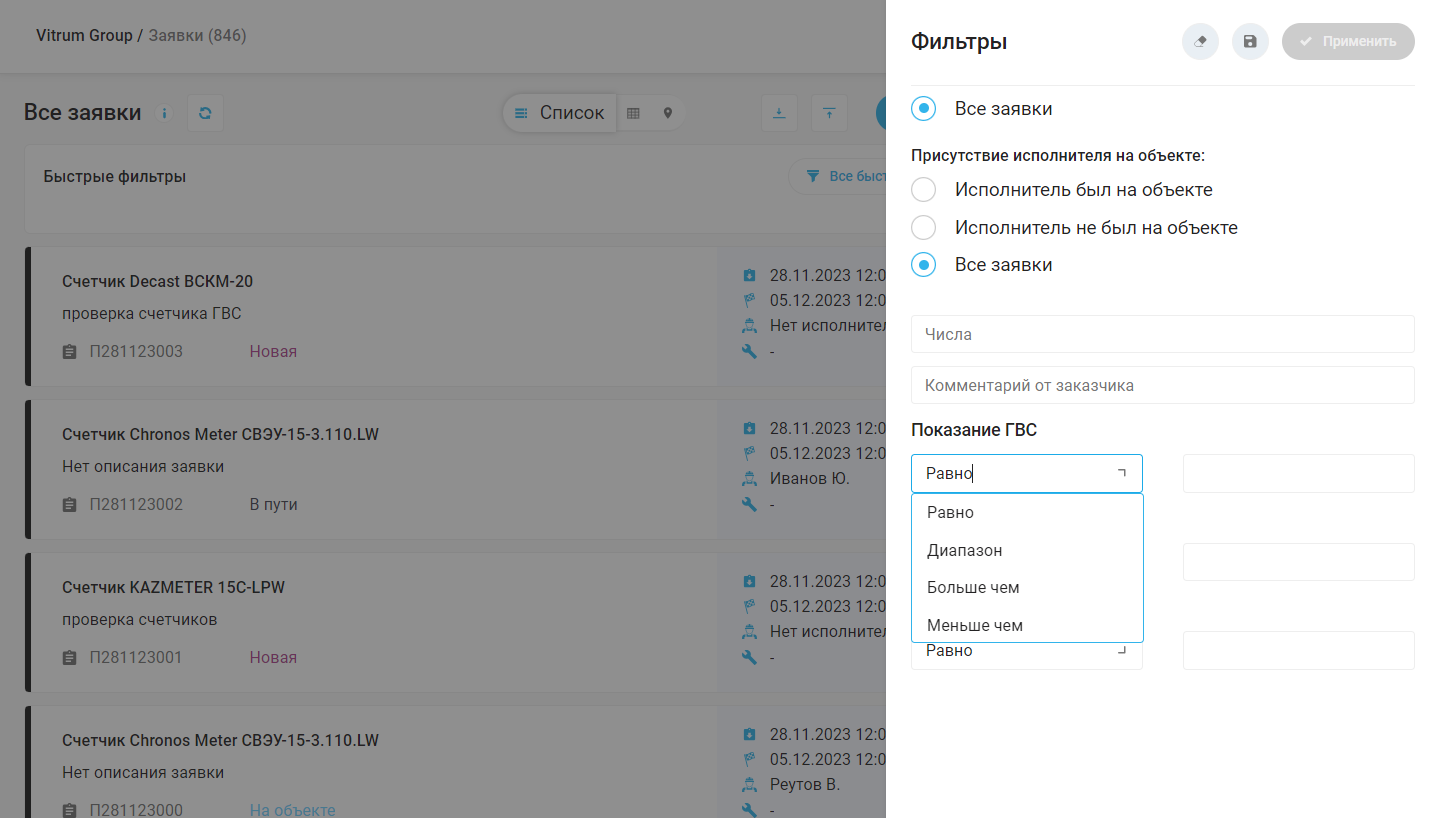 Vitrum Group / Заявки (846)
Все заявки
Список
Быстрые фильтры
Все быст
Счетчик Decast ВСКМ-20
проверка счетчика ГВС
П281123003 Новая
28.11.2023 12:0
05.12.2023 12:0
Нет исполнител
-
Счетчик Chronos Meter СВЭУ-15-3.110.LW
Нет описания заявки
П281123002 В пути
28.11.2023 12:0
05.12.2023 12:0
Иванов Ю.
-
Счетчик KAZMETER 15C-LPW
проверка счетчиков
П281123001 Новая
28.11.2023 12:0
05.12.2023 12:0
Нет исполнител
-
Счетчик Chronos Meter СВЭУ-15-3.110.LW
Нет описания заявки
П281123000 На объекте
28.11.2023 12:0
05.12.2023 12:0
Реутов В.
-
Фильтры
Применить
Все заявки
Присутствие исполнителя на объекте:
Исполнитель был на объекте
Исполнитель не был на объекте
Все заявки
Числа
Комментарий от заказчика
Показание ГВС
Равно
Равно
Диапазон
Больше чем
Меньше чем
Равно